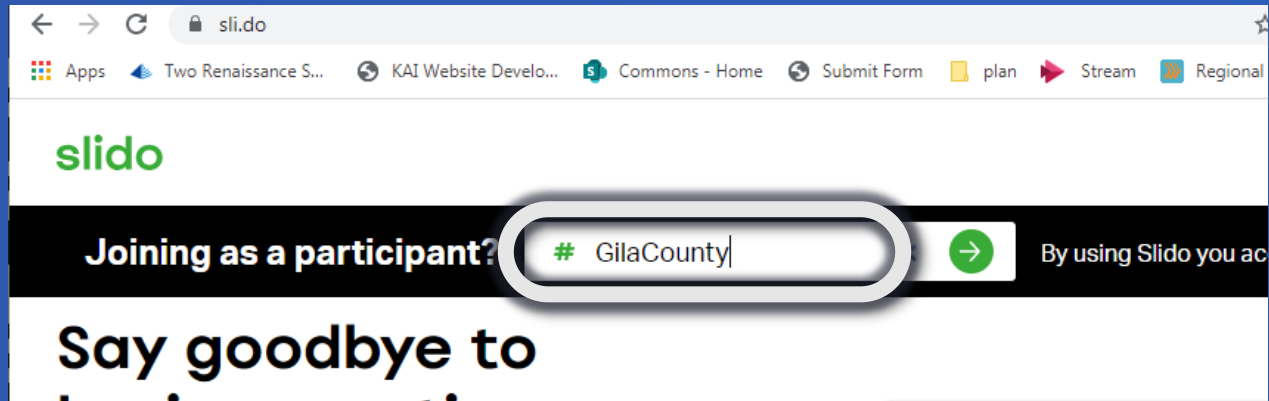 sli.do
Apps Two Renaissance S... KAI Website Develo... Commons - Home Submit Form plan Stream Regional
slido
Joining as a participant? # GilaCounty By using Slido you ac
Say goodbye to